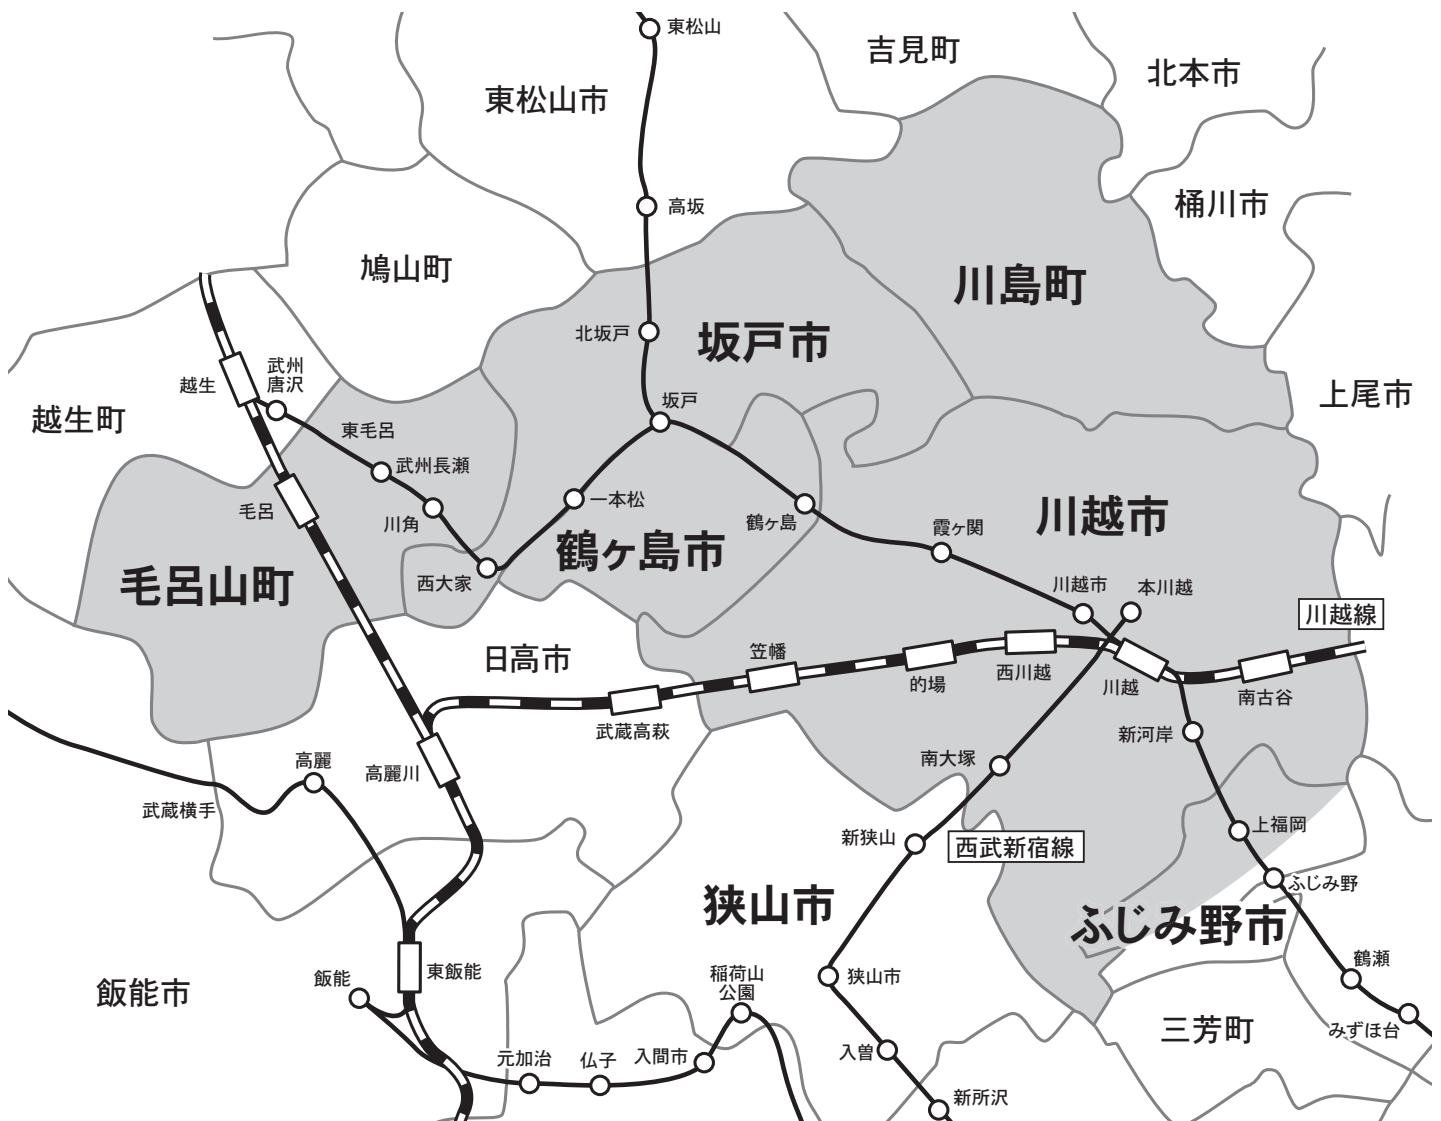 東松山
吉見町
北本市
東松山市
桶川市
高坂
鳩山町
川島町
北坂戸
坂戸市
越生
武州
唐沢
上尾市
越生町
坂戸
東毛呂
武州長瀬
一本松
毛呂
川角
鶴ヶ島
霞ヶ関
川越市
鶴ヶ島市
西大家
毛呂山町
川越市
本川越
川越線
日高市
笠幡
的場
西川越
川越
南古谷
武蔵高萩
新河岸
高麗
高麗川
南大塚
武蔵横手
上福岡
新狭山
西武新宿線
ふじみ野
狭山市
ふじみ野市
飯能市
飯能
東飯能
稲荷山
公園
狭山市
鶴瀬
三芳町
みずほ台
元加治
仏子
入間市
入曽
新所沢